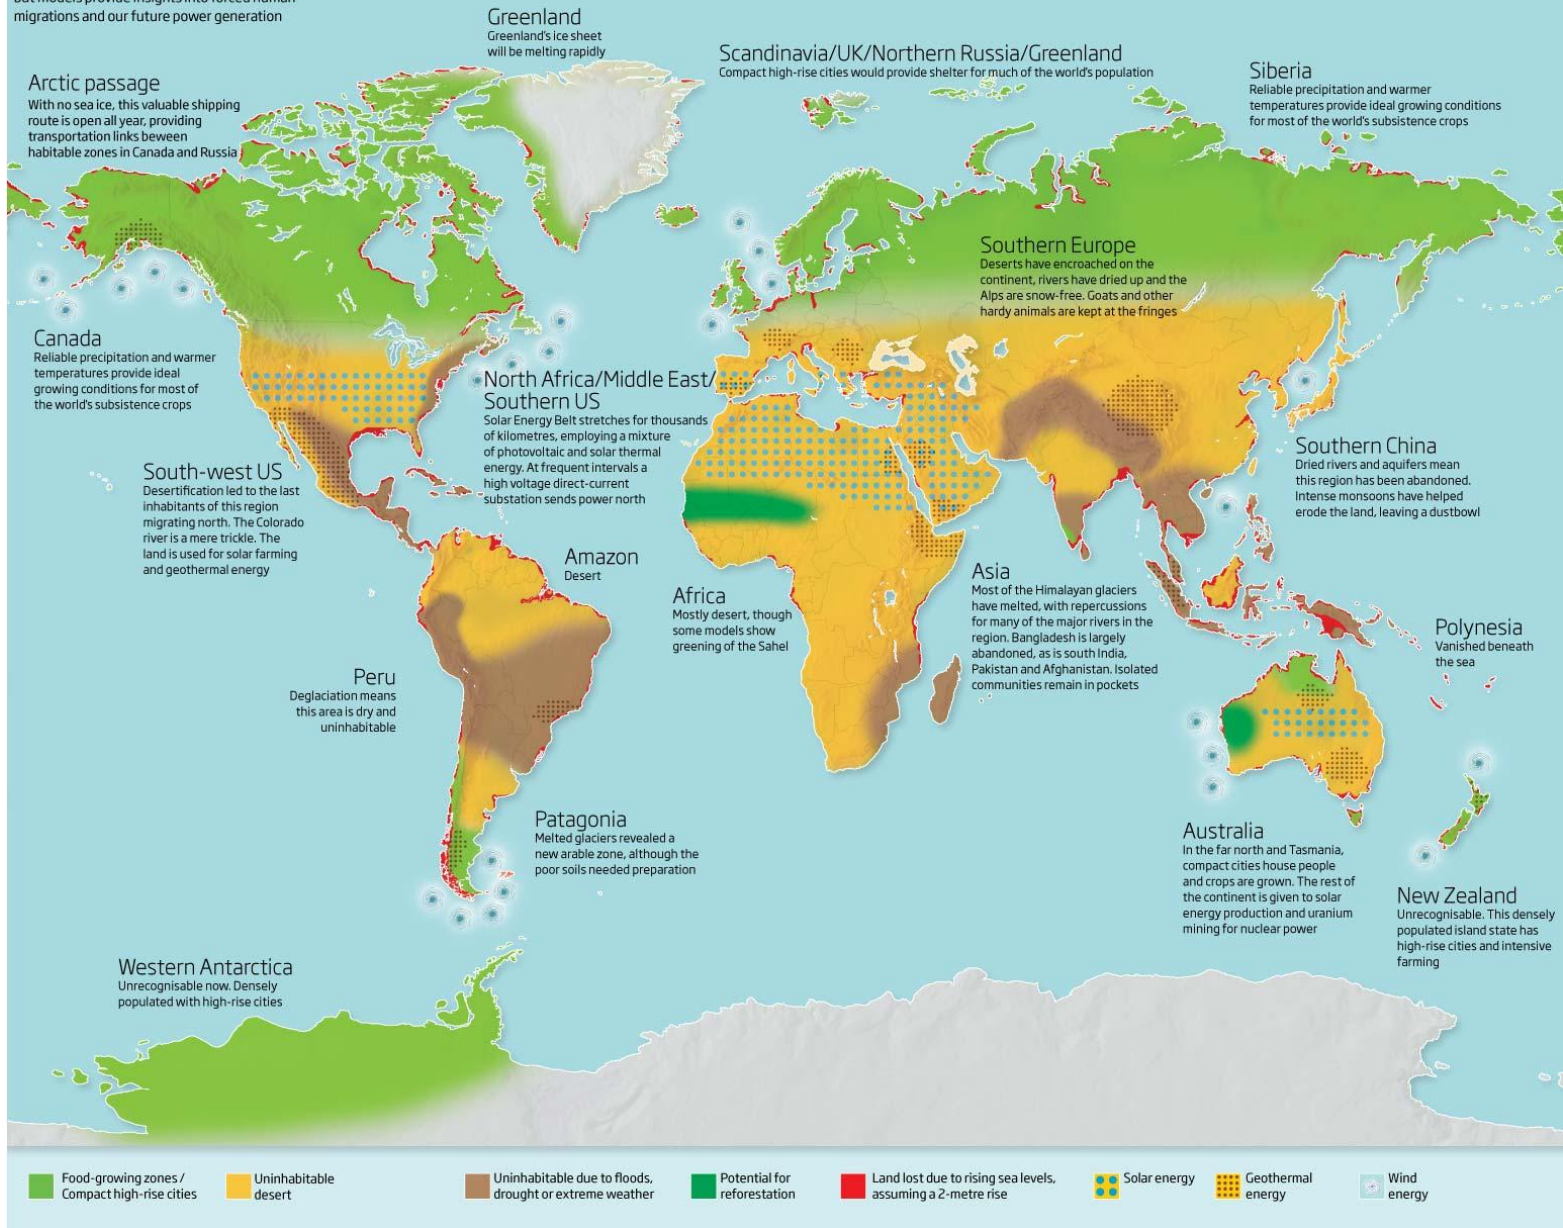 migrations and our future power generation
Greenland
Greenland's ice sheet
will be melting rapidly
Scandinavia/UK/Northern Russia/Greenland
Compact high-rise cities would provide shelter for much of the world's population
Siberia
Reliable precipitation and warmer
temperatures provide ideal growing conditions
for most of the world's subsistence crops
Arctic passage
With no sea ice, this valuable shipping
route is open all year, providing
transportation links beween
habitable zones in Canada and Russia
Southern Europe
Deserts have encroached on the
continent, rivers have dried up and the
Alps are snow-free. Goats and other
hardy animals are kept at the fringes
Canada
Reliable precipitation and warmer
temperatures provide ideal
growing conditions for most of
the world's subsistence crops
North Africa/Middle East/
Southern US
Solar Energy Belt stretches for thousands
of kilometres, employing a mixture
of photovoltaic and solar thermal
energy. At frequent intervals a
high voltage direct-current
substation sends power north
South-west US
Desertification led to the last
inhabitants of this region
migrating north. The Colorado
river is a mere trickle. The
land is used for solar farming
and geothermal energy
Southern China
Dried rivers and aquifers mean
this region has been abandoned.
Intense monsoons have helped
erode the land, leaving a dustbowl
Amazon
Desert
Africa
Mostly desert, though
some models show
greening of the Sahel
Asia
Most of the Himalayan glaciers
have melted, with repercussions
for many of the major rivers in the
region. Bangladesh is largely
abandoned, as is south India,
Pakistan and Afghanistan. Isolated
communities remain in pockets
Polynesia
Vanished beneath
the sea
Peru
Deglaciation means
this area is dry and
uninhabitable
Patagonia
Melted glaciers revealed a
new arable zone, although the
poor soils needed preparation
Australia
In the far north and Tasmania,
compact cities house people
and crops are grown. The rest of
the continent is given to solar
energy production and uranium
mining for nuclear power
New Zealand
Unrecognisable. This densely
populated island state has
high-rise cities and intensive
farming
Western Antarctica
Unrecognisable now. Densely
populated with high-rise cities
Food-growing zones /
Compact high-rise cities
Uninhabitable
desert
Uninhabitable due to floods,
drought or extreme weather
Potential for
reforestation
Land lost due to rising sea levels,
assuming a 2-metre rise
Solar energy
Geothermal
energy
Wind
energy